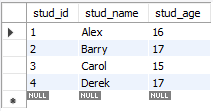 stud_id stud_name stud_age
1 Alex 16
2 Barry 17
3 Carol 15
4 Derek 17
NULL NULL NULL